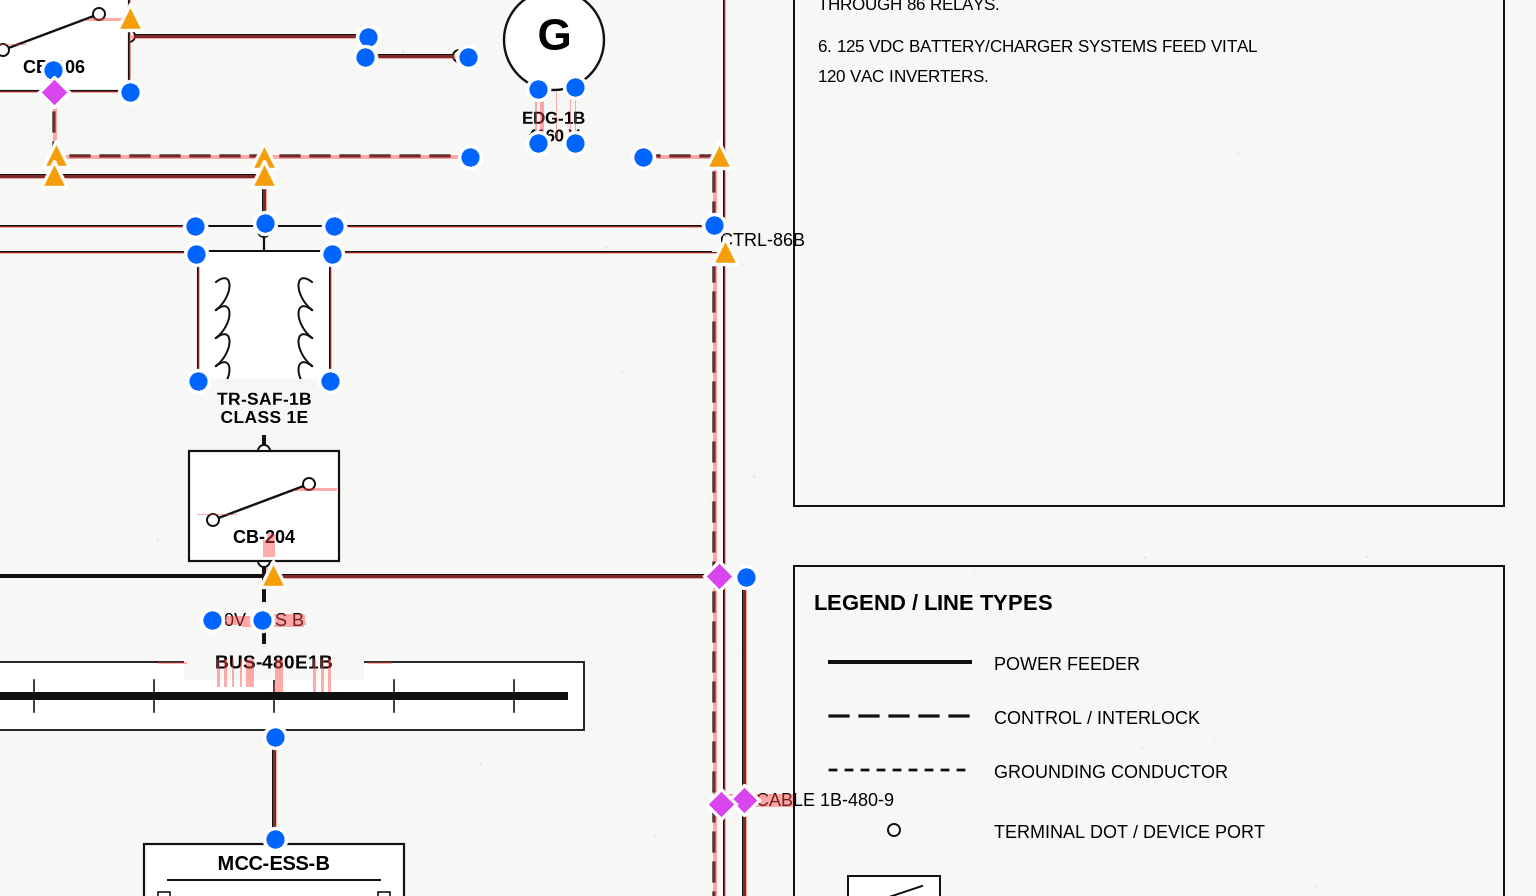 THROUGH 86 RELAYS.
6. 125 VDC BATTERY/CHARGER SYSTEMS FEED VITAL
120 VAC INVERTERS.
G
EDG-1B
CTRL-86B
TR-SAF-1B
CLASS 1E
CB-204
BUS-480E1B
MCC-ESS-B
LEGEND / LINE TYPES
POWER FEEDER
CONTROL / INTERLOCK
GROUNDING CONDUCTOR
CABLE 1B-480-9
TERMINAL DOT / DEVICE PORT